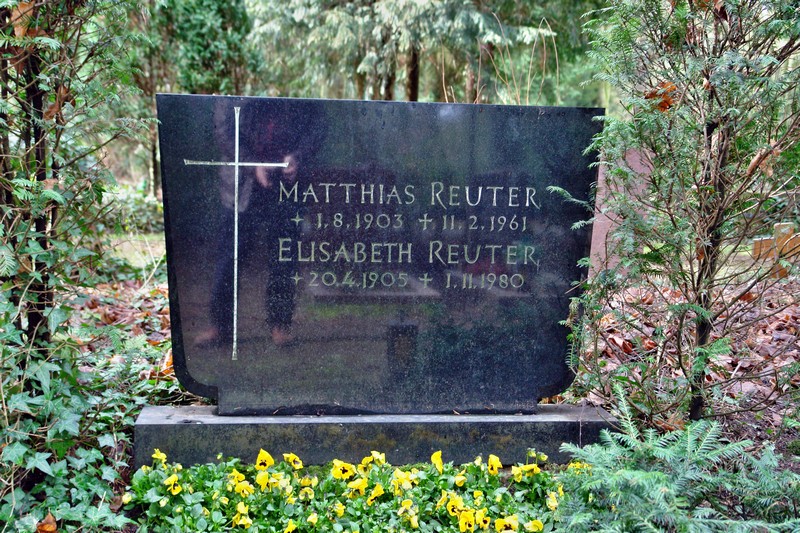 MATTHIAS REUTER
+ 1.8.1903 + 11.2.1961
ELISABETH REUTER
+ 20.4.1905 + 1.11.1980